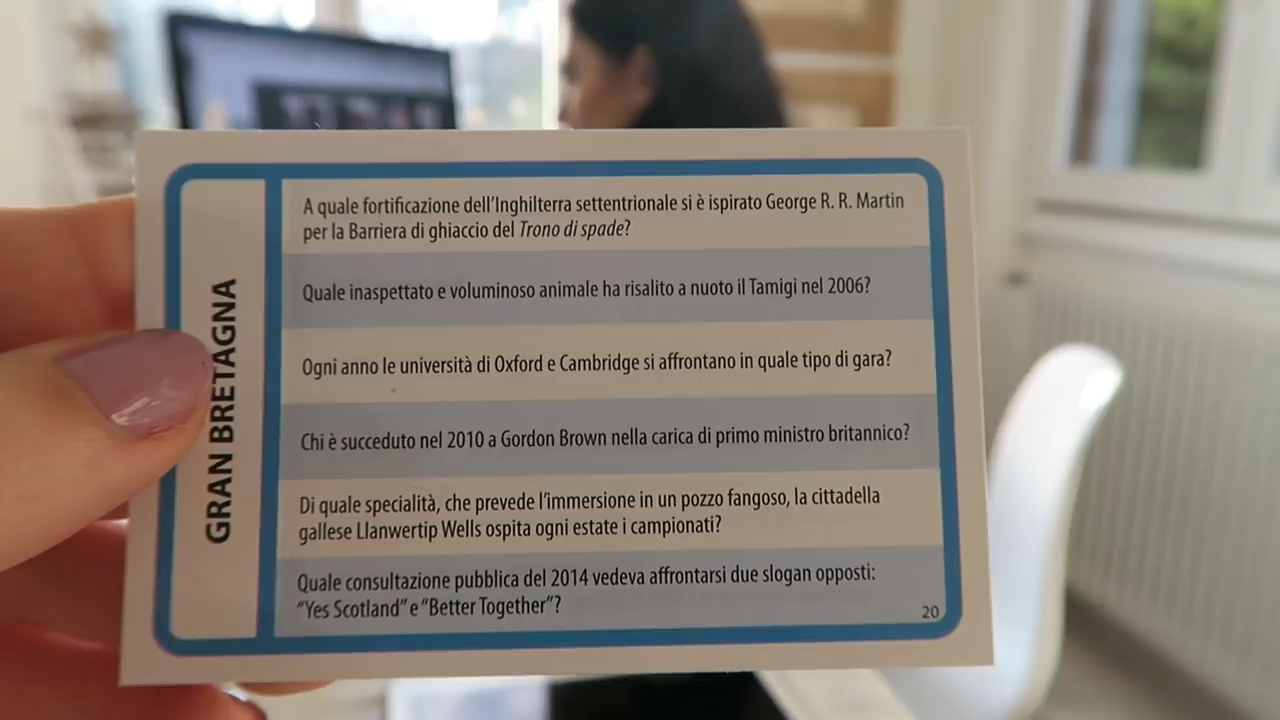 GRAN BRETAGNA
A quale fortificazione dell'Inghilterra settentrionale si è ispirato George R. R. Martin
per la Barriera di ghiaccio del Trono di spade?
Quale inaspettato e voluminoso animale ha risalito a nuoto il Tamigi nel 2006?
Ogni anno le università di Oxford e Cambridge si affrontano in quale tipo di gara?
Chi è succeduto nel 2010 a Gordon Brown nella carica di primo ministro britannico?
Di quale specialità, che prevede l'immersione in un pozzo fangoso, la cittadella
gallese Llanwertip Wells ospita ogni estate i campionati?
Quale consultazione pubblica del 2014 vedeva affrontarsi due slogan opposti:
"Yes Scotland" e "Better Together"?
20